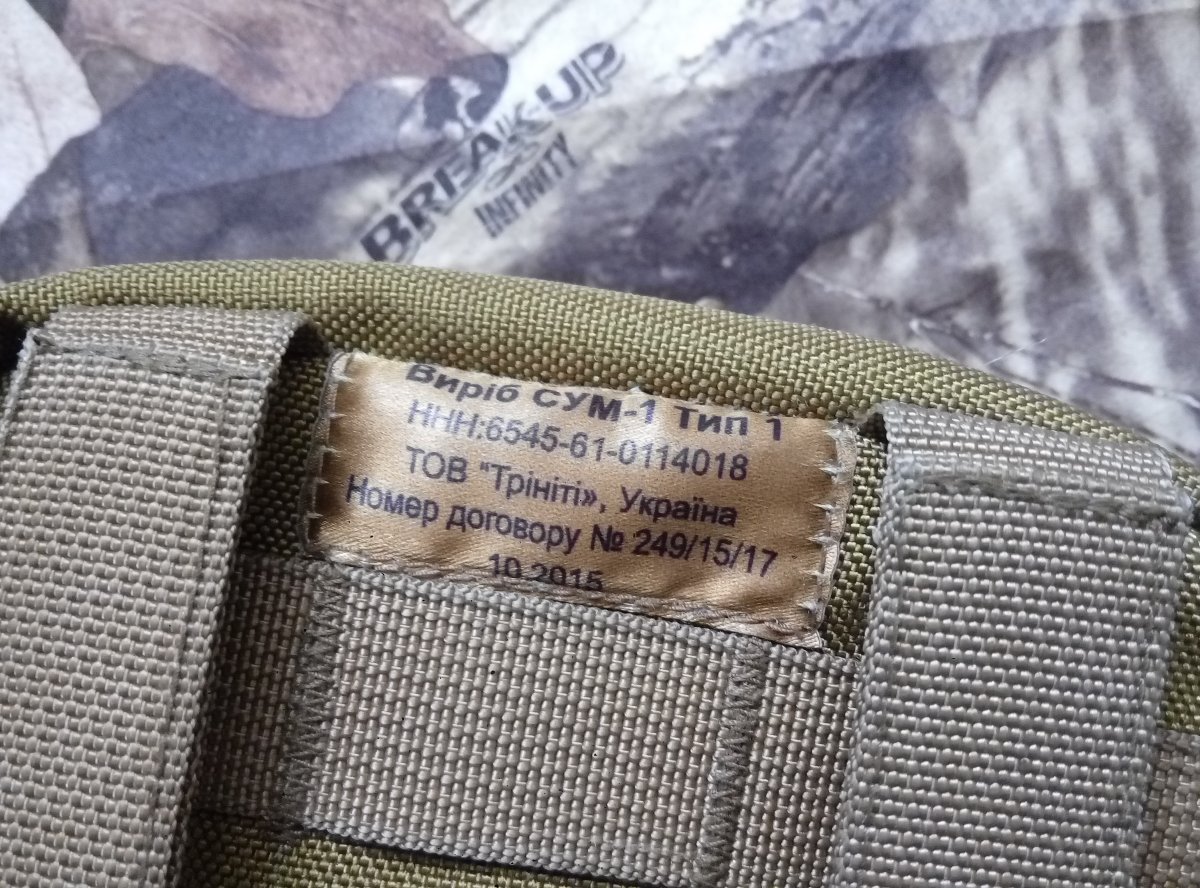 BREAK-UP
INFINITY
Виріб СУМ-1 Тип 1
ННН:6545-61-0114018
ТОВ "Трініті», Україна
Номер договору № 249/15/17
10.2015